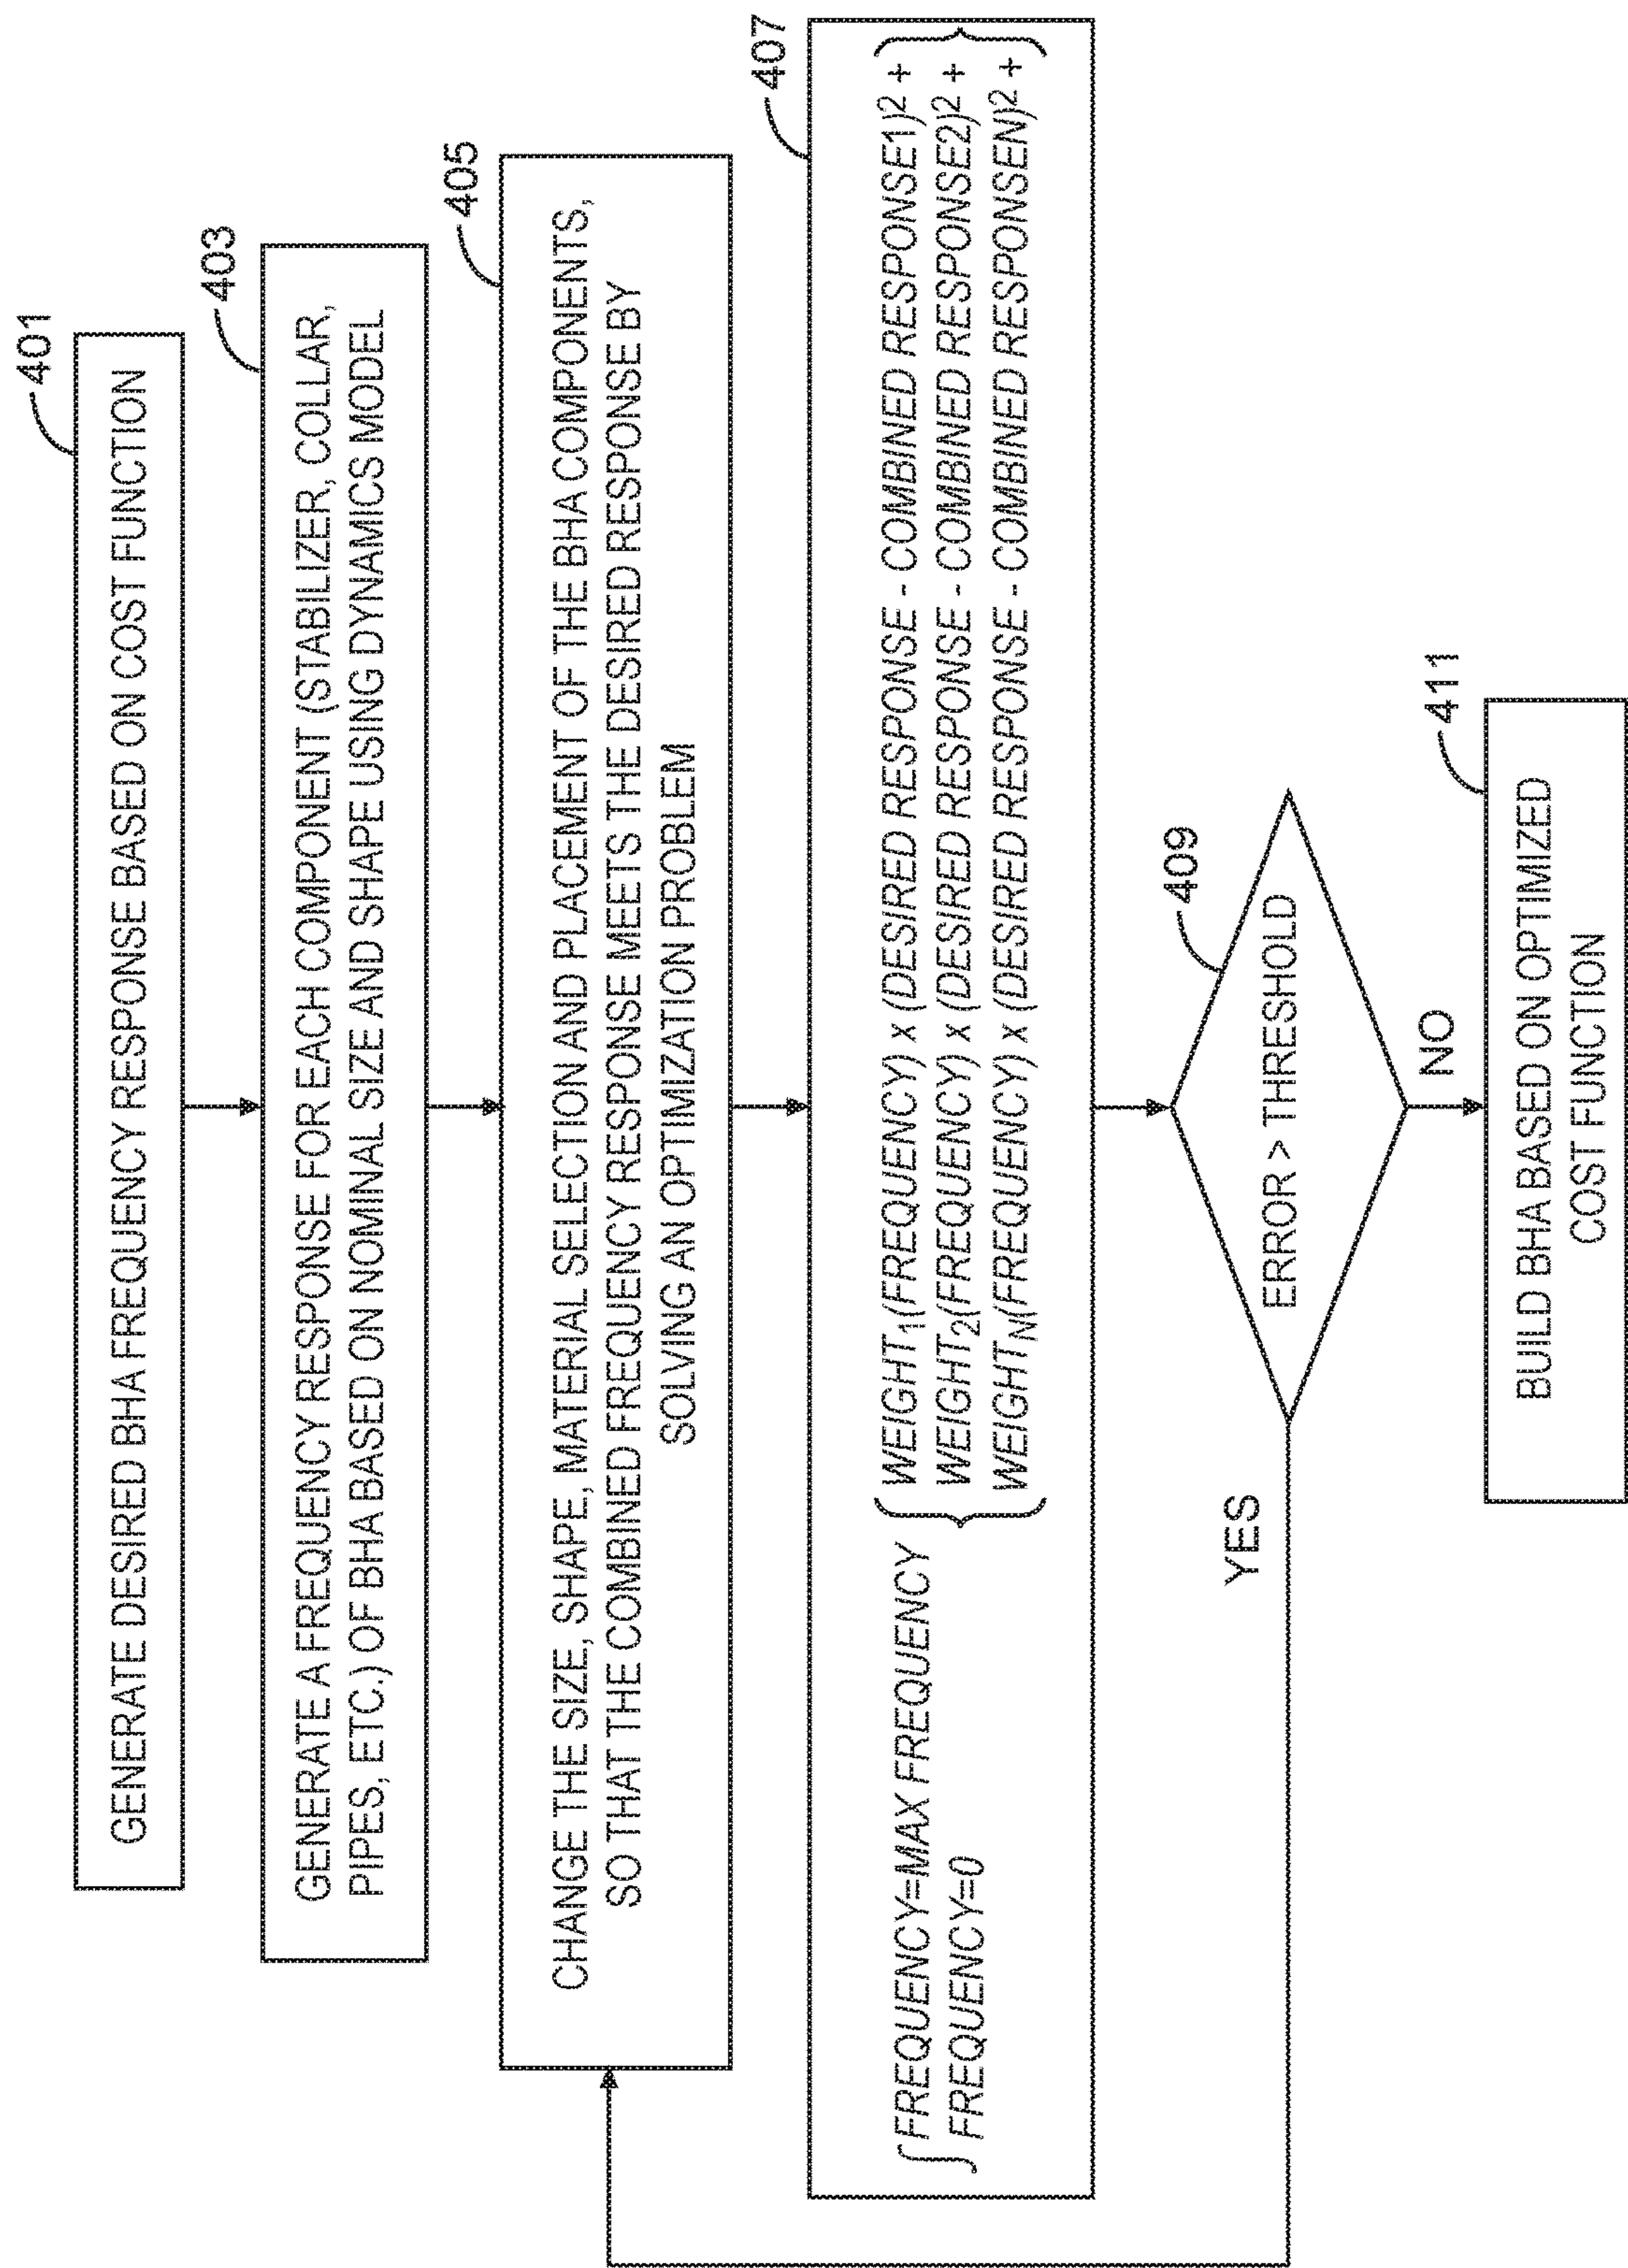 401
GENERATE DESIRED BHA FREQUENCY RESPONSE BASED ON COST FUNCTION
403
GENERATE A FREQUENCY RESPONSE FOR EACH COMPONENT (STABILIZER, COLLAR,
PIPES, ETC.) OF BHA BASED ON NOMINAL SIZE AND SHAPE USING DYNAMICS MODEL
405
CHANGE THE SIZE, SHAPE, MATERIAL SELECTION AND PLACEMENT OF THE BHA COMPONENTS,
SO THAT THE COMBINED FREQUENCY RESPONSE MEETS THE DESIRED RESPONSE BY
SOLVING AN OPTIMIZATION PROBLEM
407
∫ FREQUENCY=MAX FREQUENCY
FREQUENCY=0
{ WEIGHT₁(FREQUENCY) x (DESIRED RESPONSE - COMBINED RESPONSE1)² +
WEIGHT₂(FREQUENCY) x (DESIRED RESPONSE - COMBINED RESPONSE2)² +
WEIGHT_N(FREQUENCY) x (DESIRED RESPONSE - COMBINED RESPONSEN)² + }
409
ERROR > THRESHOLD
YES
NO
411
BUILD BHA BASED ON OPTIMIZED
COST FUNCTION